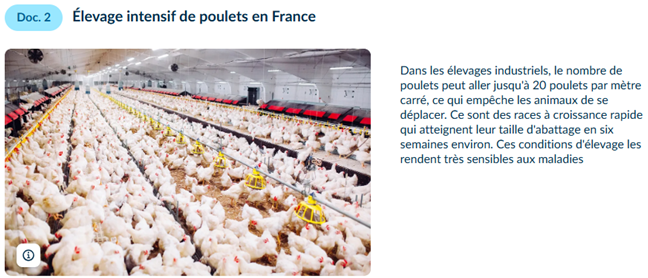 Doc. 2
Élevage intensif de poulets en France
Dans les élevages industriels, le nombre de
poulets peut aller jusqu'à 20 poulets par mètre
carré, ce qui empêche les animaux de se
déplacer. Ce sont des races à croissance rapide
qui atteignent leur taille d'abattage en six
semaines environ. Ces conditions d'élevage les
rendent très sensibles aux maladies